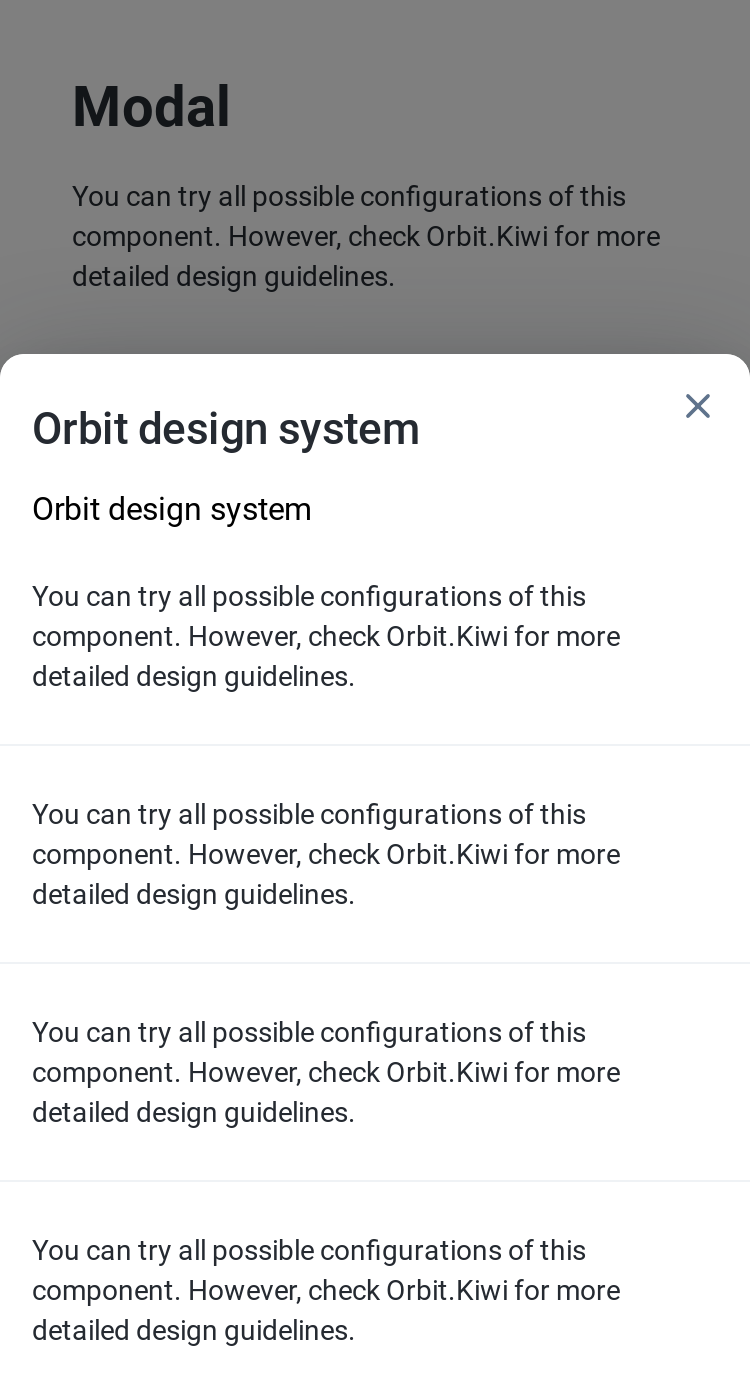 Modal
You can try all possible configurations of this
component. However, check Orbit.Kiwi for more
detailed design guidelines.
Orbit design system
Orbit design system
You can try all possible configurations of this
component. However, check Orbit.Kiwi for more
detailed design guidelines.
You can try all possible configurations of this
component. However, check Orbit.Kiwi for more
detailed design guidelines.
You can try all possible configurations of this
component. However, check Orbit.Kiwi for more
detailed design guidelines.
You can try all possible configurations of this
component. However, check Orbit.Kiwi for more
detailed design guidelines.